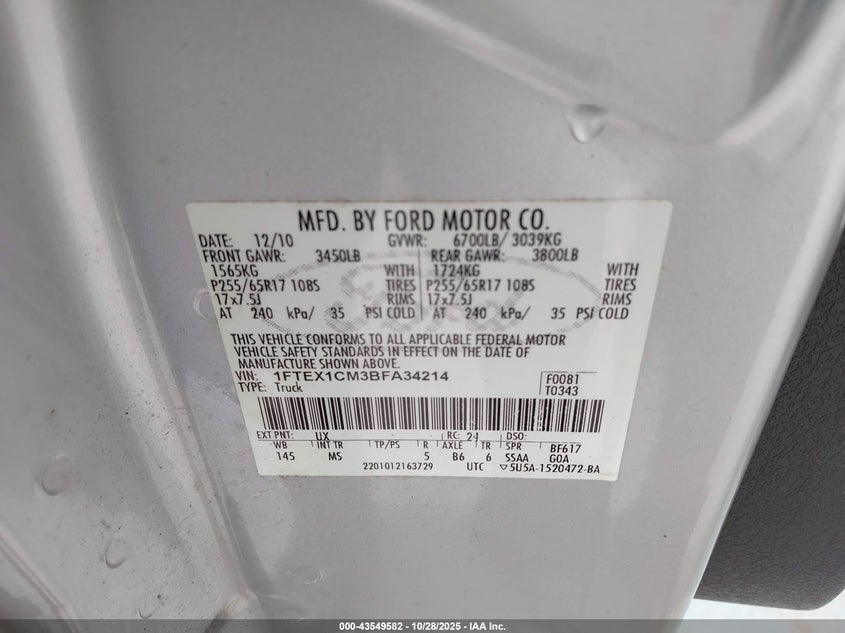 MFD. BY FORD MOTOR CO.
DATE: 12/10 GVWR: 6700LB/ 3039KG
FRONT GAWR: 3450LB REAR GAWR: 3800LB
1565KG WITH 1724KG WITH
P255/65R17 108S TIRES P255/65R17 108S TIRES
17x7.5J RIMS 17x7.5J RIMS
AT 240 kPa/ 35 PSI COLD AT 240 kPa/ 35 PSI COLD
THIS VEHICLE CONFORMS TO ALL APPLICABLE FEDERAL MOTOR
VEHICLE SAFETY STANDARDS IN EFFECT ON THE DATE OF
MANUFACTURE SHOWN ABOVE.
VIN: 1FTEX1CM3BFA34214 F0081
TYPE: Truck T0343
EXT PNT: UX RC: 24 DSO:
WB INT TR TP/PS R AXLE TR SPR BF617
145 MS 5 B6 6 SSAA GOA
2201012163729 UTC ▽5U5A-1520472-BA
000-43549582 | 10/28/2025 | IAA Inc.